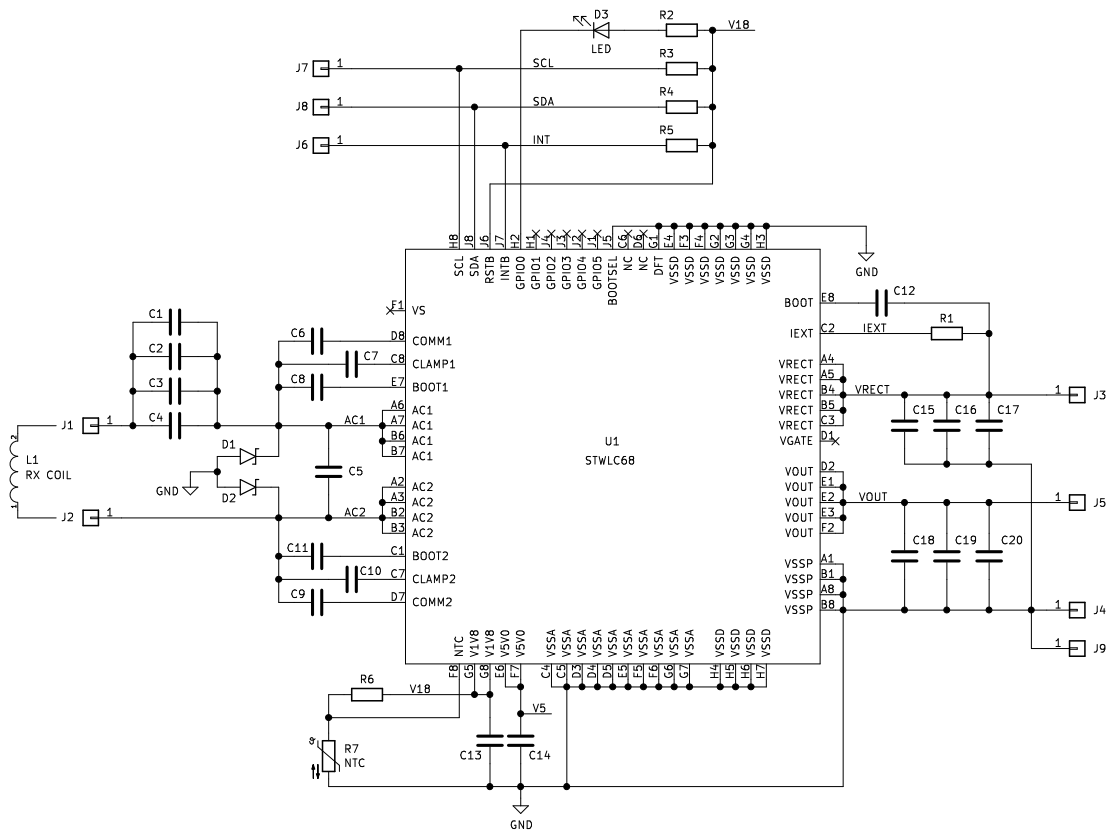 D3
R2
V18
LED
J7 1 SCL R3
J8 1 SDA R4
J6 1 INT R5
H8 J8 J6 J7 H2 H1 J4 J3 J2 J1 J5 C6 D6 G1 E4 F3 F4 G2 G3 G4 H3
SCL SDA RSTB INTB GPIO0 GPIO1 GPIO2 GPIO3 GPIO4 GPIO5 BOOTSEL NC NC DFT VSSD VSSD VSSD VSSD VSSD VSSD VSSD
GND
F1 VS
BOOT E8 C12
C1
C6 D8 COMM1
IEXT C2 IEXT R1
C2
C7 C8 CLAMP1
VRECT A4
C3
C8 E7 BOOT1
VRECT A5
VRECT B4 VRECT 1 J3
VRECT B5
VRECT C3
VGATE D1
C15 C16 C17
J1 1 C4 AC1
A6 AC1
A7 AC1
B6 AC1
B7 AC1
U1
STWLC68
L1
RX COIL
2
1
D1
GND
D2
C5
A2 AC2
A3 AC2
B2 AC2
B3 AC2
J2 1 AC2
VOUT D2
VOUT E1
VOUT E2 VOUT 1 J5
VOUT E3
VOUT F2
C18 C19 C20
C11 C1 BOOT2
C10 C7 CLAMP2
C9 D7 COMM2
VSSP A1
VSSP B1
VSSP A8
VSSP B8 1 J4
1 J9
NTC V1V8 V1V8 V5V0 V5V0 VSSA VSSA VSSA VSSA VSSA VSSA VSSA VSSA VSSA VSSA VSSD VSSD VSSD VSSD
F8 G5 G8 E6 F7 C4 C5 D3 D4 D5 E5 F5 F6 G6 G7 H4 H5 H6 H7
R6 V18
V5
ϑ
R7
NTC
C13 C14
GND